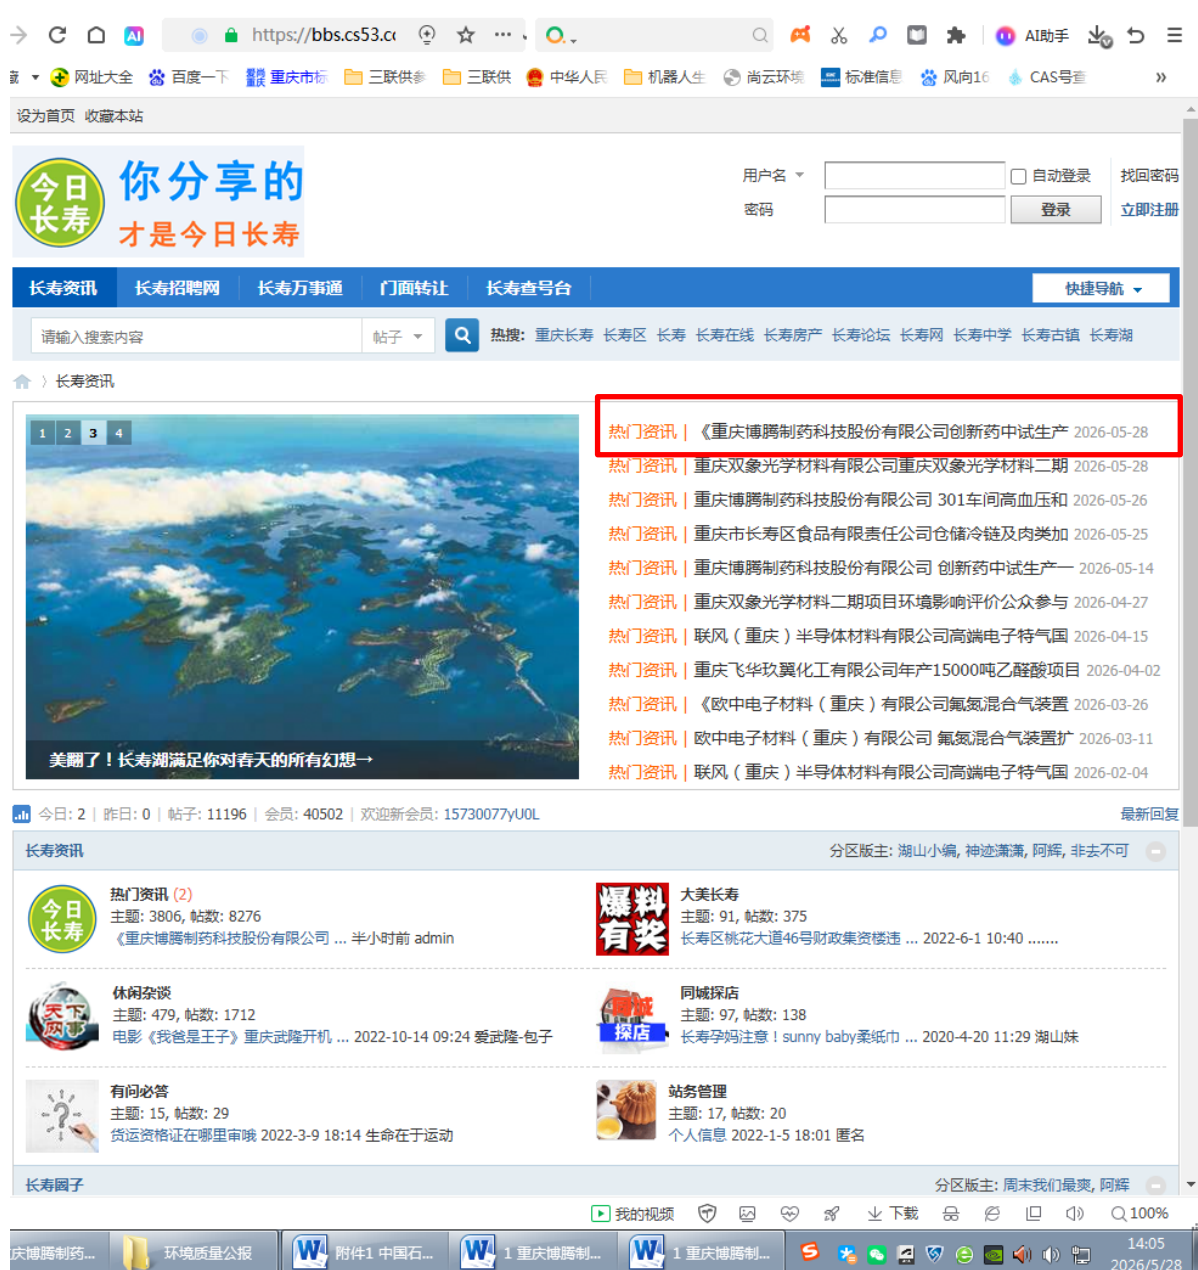 https://bbs.cs53.cc
AI助手
网址大全 百度一下 重庆市标 三联供参 三联供 中华人民 机器人生 尚云环境 标准信息 风向16 CAS号查
设为首页 收藏本站
今日长寿
你分享的
才是今日长寿
用户名 自动登录 找回密码
密码 登录 立即注册
长寿资讯 长寿招聘网 长寿万事通 门面转让 长寿查号台 快捷导航
请输入搜索内容 帖子 热搜: 重庆长寿 长寿区 长寿 长寿在线 长寿房产 长寿论坛 长寿网 长寿中学 长寿古镇 长寿湖
长寿资讯
1 2 3 4
美翻了！长寿湖满足你对春天的所有幻想→
热门资讯 | 《重庆博腾制药科技股份有限公司创新药中试生产 2026-05-28
热门资讯 | 重庆双象光学材料有限公司重庆双象光学材料二期 2026-05-28
热门资讯 | 重庆博腾制药科技股份有限公司 301车间高血压和 2026-05-26
热门资讯 | 重庆市长寿区食品有限责任公司仓储冷链及肉类加 2026-05-25
热门资讯 | 重庆博腾制药科技股份有限公司 创新药中试生产一 2026-05-14
热门资讯 | 重庆双象光学材料二期项目环境影响评价公众参与 2026-04-27
热门资讯 | 联风（重庆）半导体材料有限公司高端电子特气国 2026-04-15
热门资讯 | 重庆飞华玖翼化工有限公司年产15000吨乙醛酸项目 2026-04-02
热门资讯 | 《欧中电子材料（重庆）有限公司氟氮混合气装置 2026-03-26
热门资讯 | 欧中电子材料（重庆）有限公司 氟氮混合气装置扩 2026-03-11
热门资讯 | 联风（重庆）半导体材料有限公司高端电子特气国 2026-02-04
今日: 2 | 昨日: 0 | 帖子: 11196 | 会员: 40502 | 欢迎新会员: 15730077yU0L 最新回复
长寿资讯 分区版主: 湖山小编, 神迹潇潇, 阿辉, 非去不可
今日长寿
热门资讯 (2)
主题: 3806, 帖数: 8276
《重庆博腾制药科技股份有限公司 ... 半小时前 admin
爆料有奖
大美长寿
主题: 91, 帖数: 375
长寿区桃花大道46号财政集资楼违 ... 2022-6-1 10:40 .......
天下网事
休闲杂谈
主题: 479, 帖数: 1712
电影《我爸是王子》重庆武隆开机 ... 2022-10-14 09:24 爱武隆-包子
同城探店
同城探店
主题: 97, 帖数: 138
长寿孕妈注意！sunny baby柔纸巾 ... 2020-4-20 11:29 湖山妹
有问必答
主题: 15, 帖数: 29
货运资格证在哪里审哦 2022-3-9 18:14 生命在于运动
站务管理
主题: 17, 帖数: 20
个人信息 2022-1-5 18:01 匿名
长寿圈子 分区版主: 周末我们最爽, 阿辉
我的视频 下载 100%
庆博腾制药... 环境质量公报 附件1 中国石... 1 重庆博腾制... 1 重庆博腾制... 14:05
2026/5/28